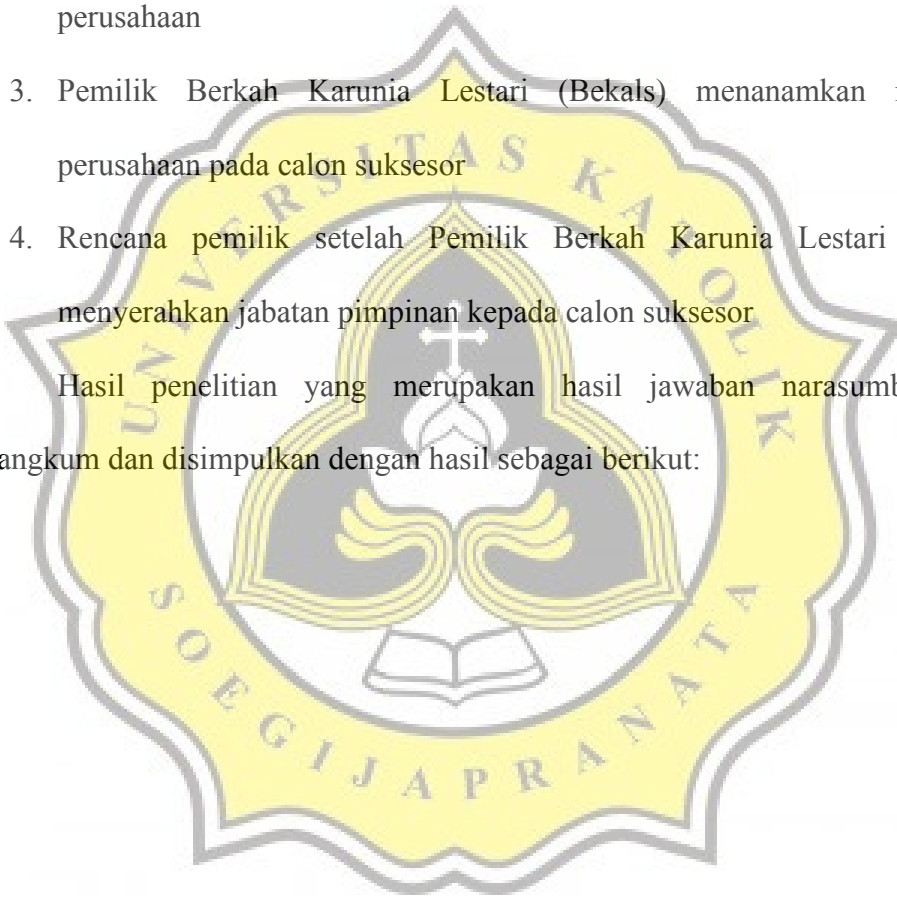 perusahaan
3. Pemilik Berkah Karunia Lestari (Bekals) menanamkan
perusahaan pada calon suksesor
4. Rencana pemilik setelah Pemilik Berkah Karunia Lestari
menyerahkan jabatan pimpinan kepada calon suksesor
Hasil penelitian yang merupakan hasil jawaban narasumb
angkum dan disimpulkan dengan hasil sebagai berikut:
UNIVERSITAS KATOLIK
SOEGIJAPRANATA